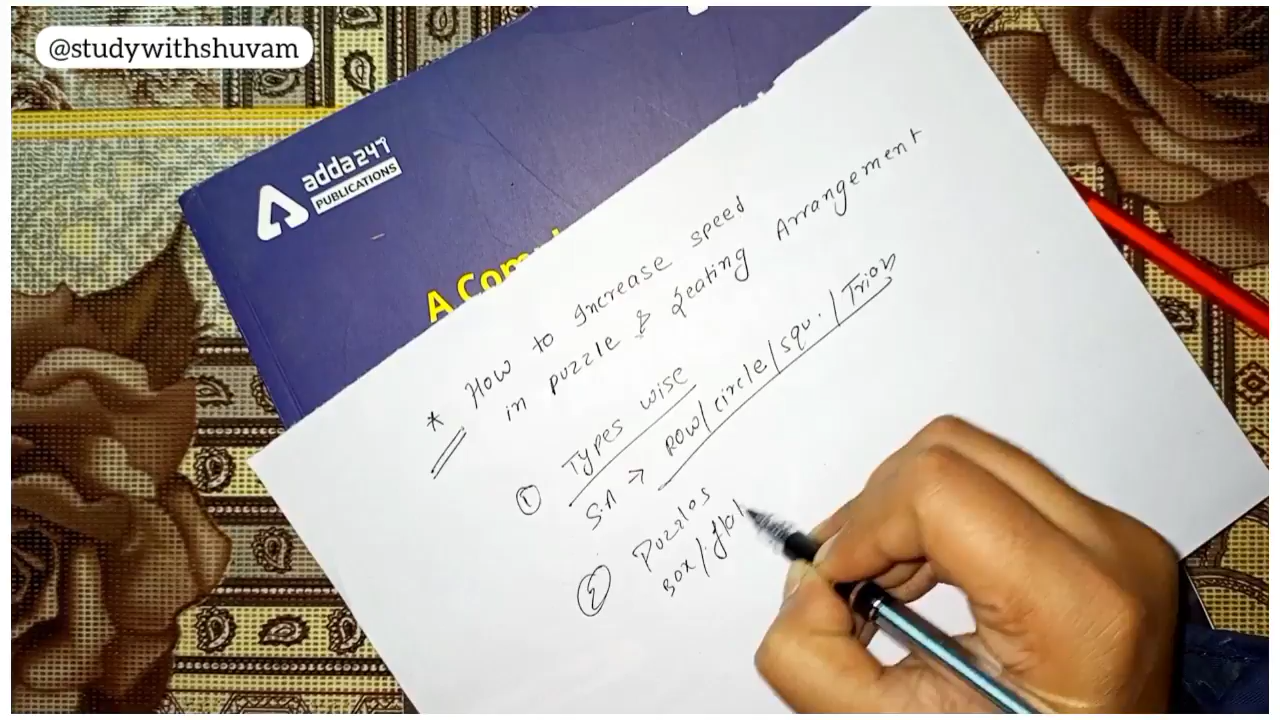 @studywithshuvam
adda247
PUBLICATIONS
A Com
* How to Increase speed
in puzzle & Seating Arrangement
① Types wise
S.A → Row/circle/squ./Trian
② Puzzles
Box/